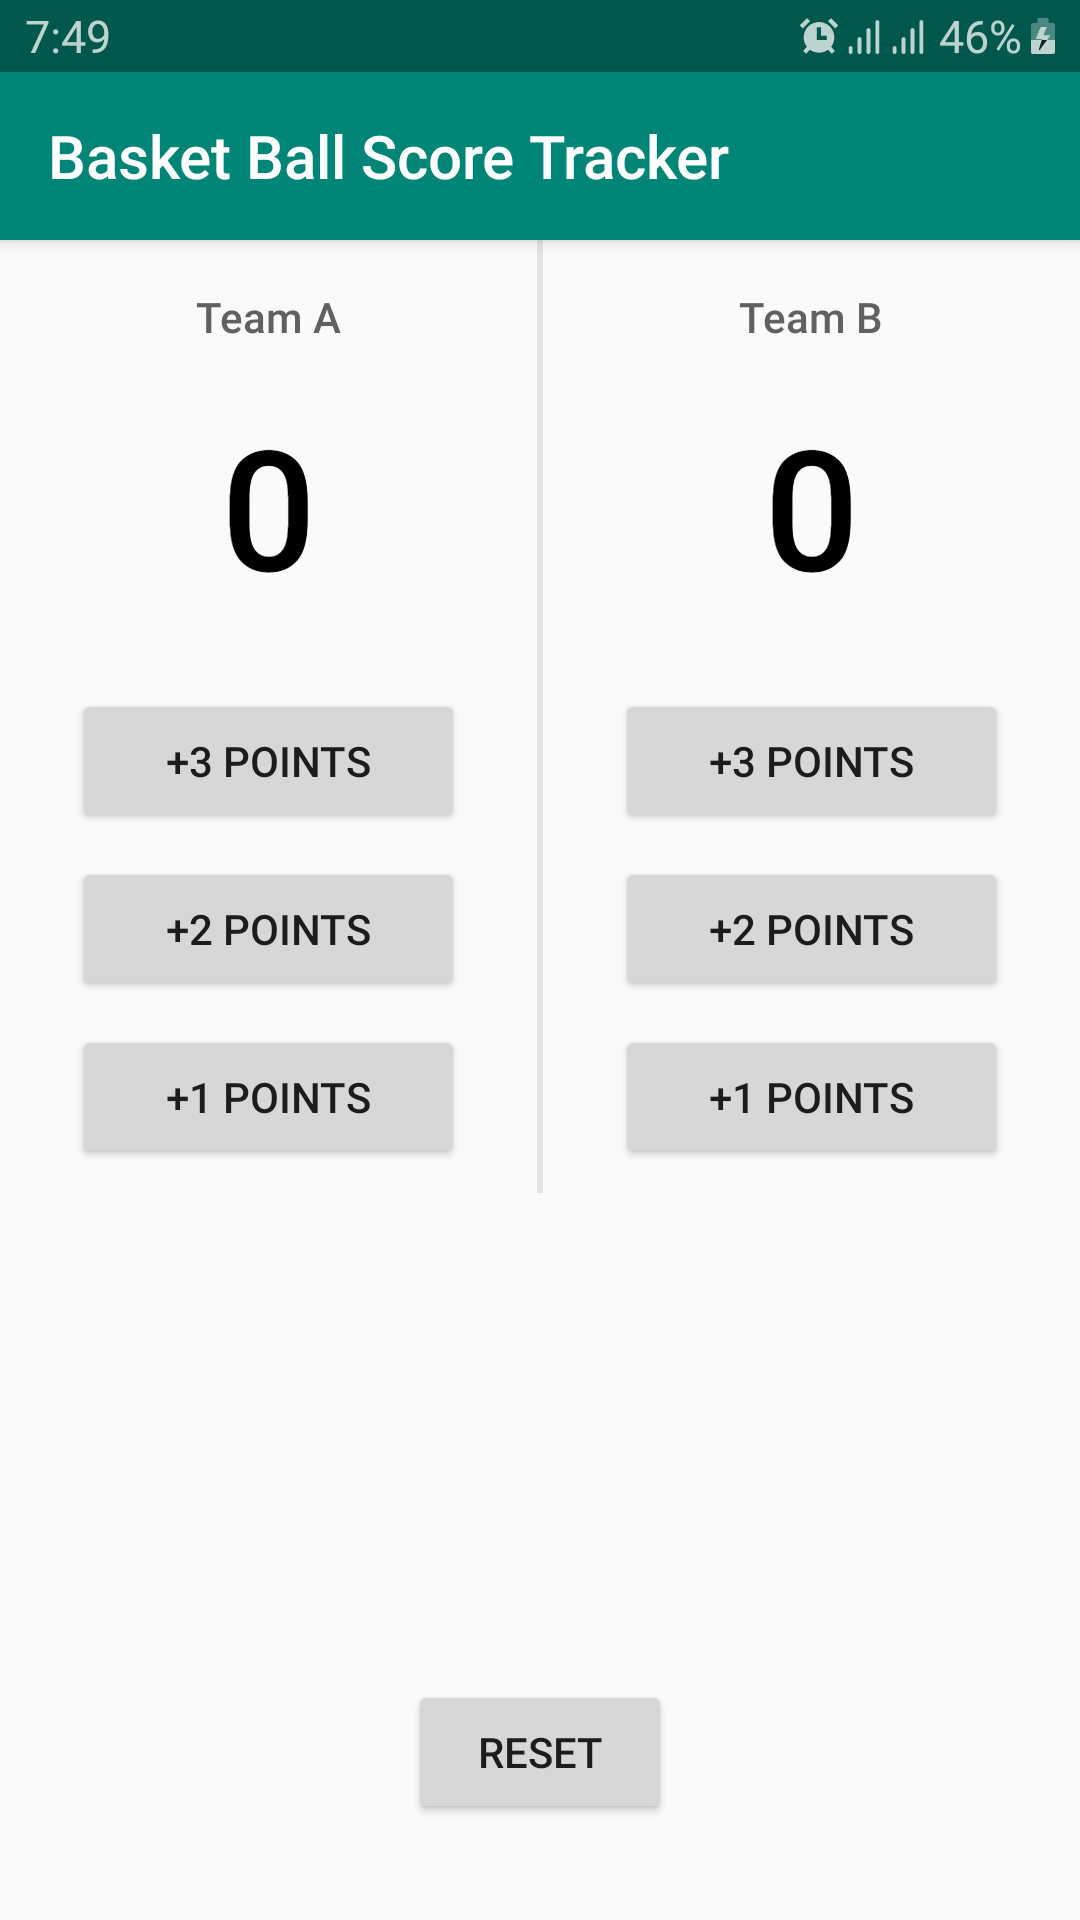 7:49 46%
Basket Ball Score Tracker
Team A Team B
0 0
+3 POINTS +3 POINTS
+2 POINTS +2 POINTS
+1 POINTS +1 POINTS
RESET